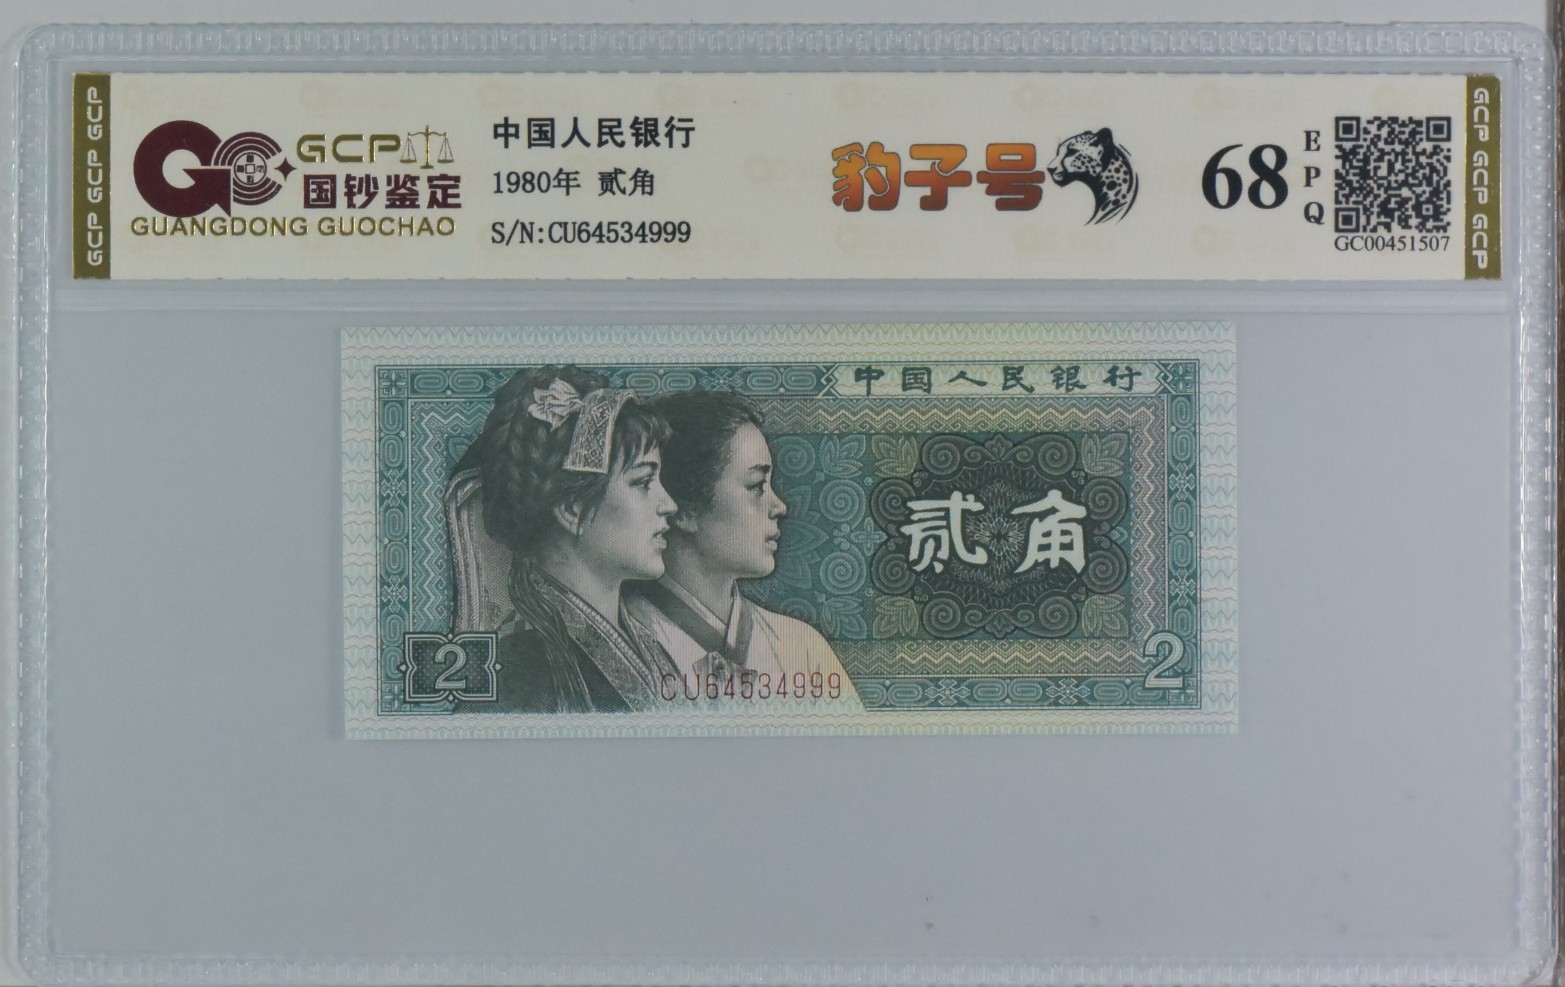 GCP GCP GCP
GCP
国钞鉴定
GUANGDONG GUOCHAO
中国人民银行
1980年 贰角
S/N:CU64534999
豹子号
68
EPQ
GC00451507
GCP GCP GCP
中国人民银行
贰角
2
2
CU64534999